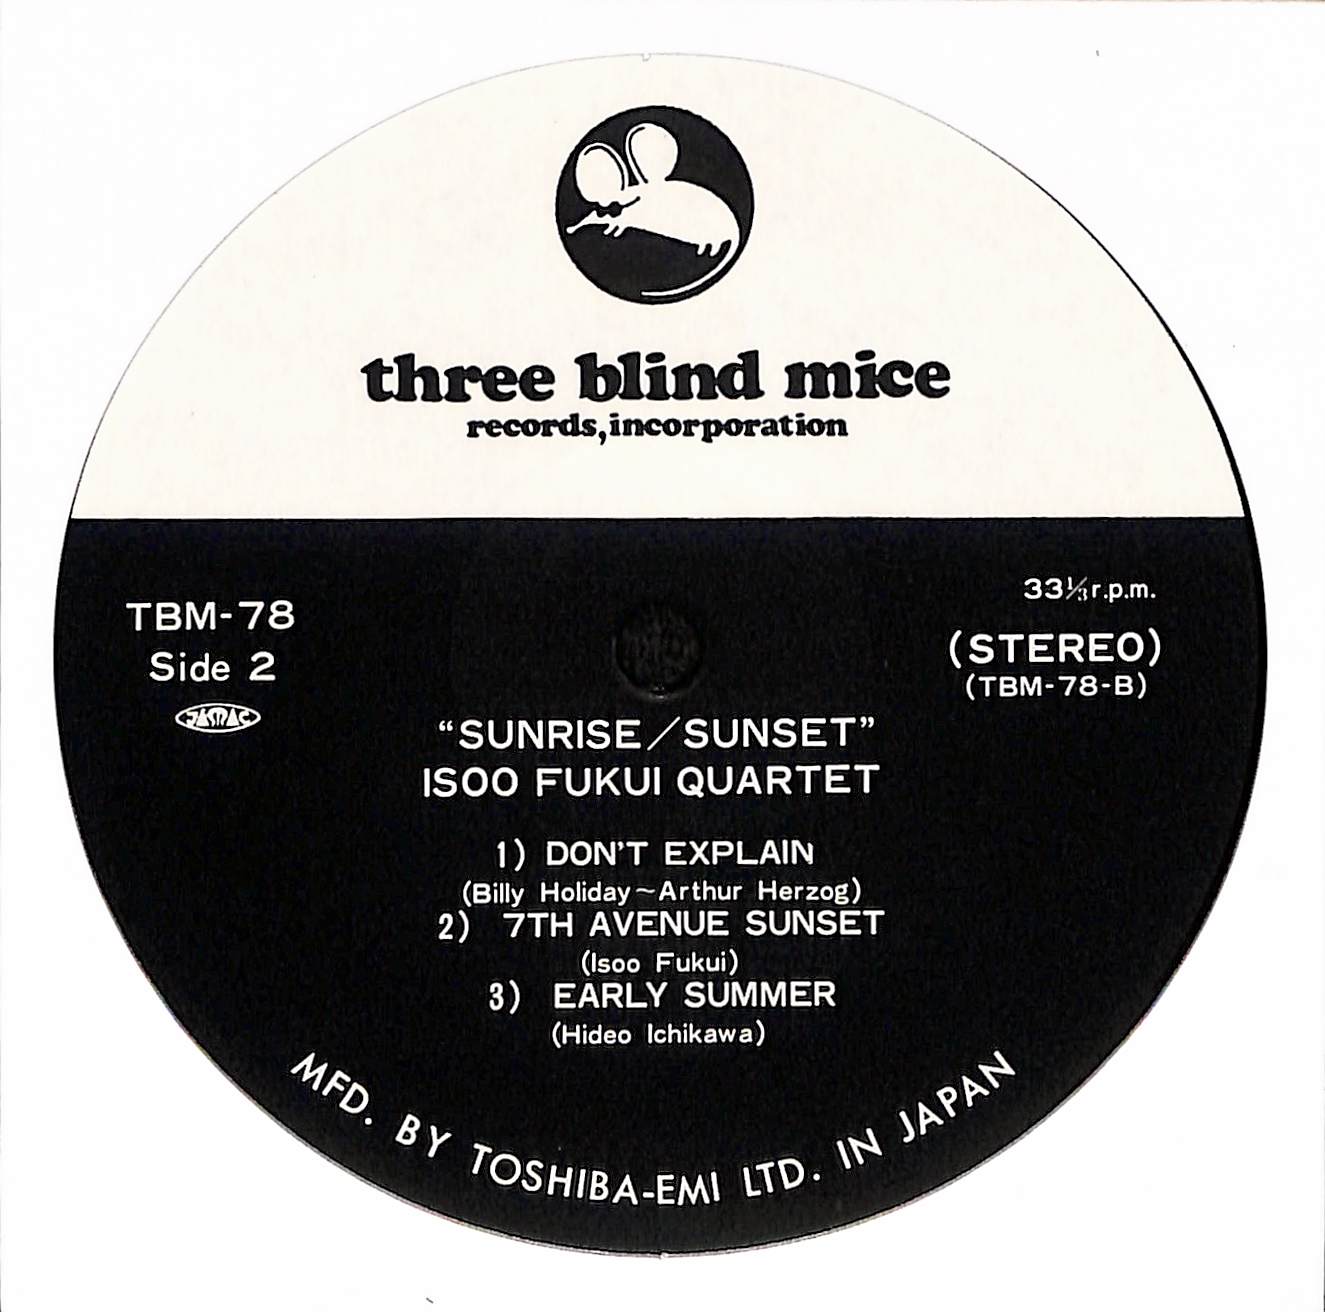 three blind mice
records, incorporation
33⅓ r.p.m.
TBM-78
(STEREO)
Side 2
(TBM-78-B)
JASRAC
"SUNRISE/SUNSET"
ISOO FUKUI QUARTET
1) DON'T EXPLAIN
(Billy Holiday~Arthur Herzog)
2) 7TH AVENUE SUNSET
(Isoo Fukui)
3) EARLY SUMMER
(Hideo Ichikawa)
MFD. BY TOSHIBA-EMI LTD. IN JAPAN